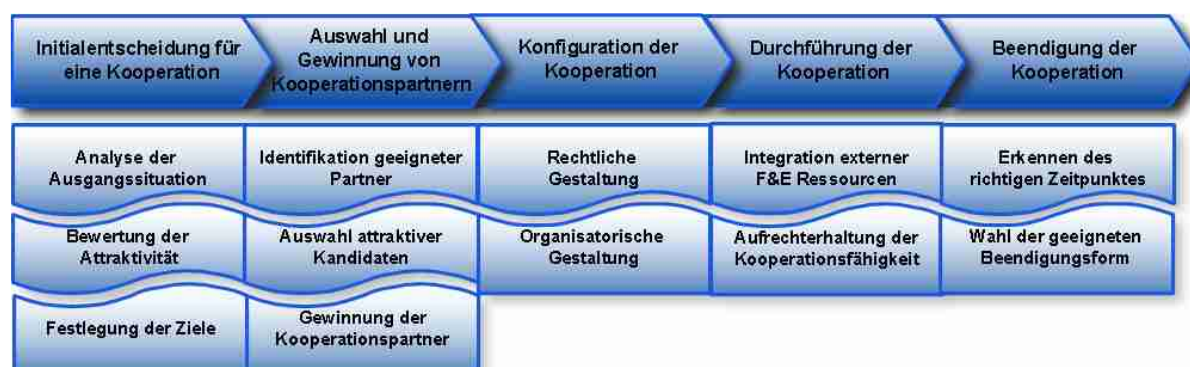 Initialentscheidung für
eine Kooperation
Auswahl und
Gewinnung von
Kooperationspartnern
Konfiguration der
Kooperation
Durchführung der
Kooperation
Beendigung der
Kooperation
Analyse der
Ausgangssituation
Identifikation geeigneter
Partner
Rechtliche
Gestaltung
Integration externer
F&E Ressourcen
Erkennen des
richtigen Zeitpunktes
Bewertung der
Attraktivität
Auswahl attraktiver
Kandidaten
Organisatorische
Gestaltung
Aufrechterhaltung der
Kooperationsfähigkeit
Wahl der geeigneten
Beendigungsform
Festlegung der Ziele
Gewinnung der
Kooperationspartner